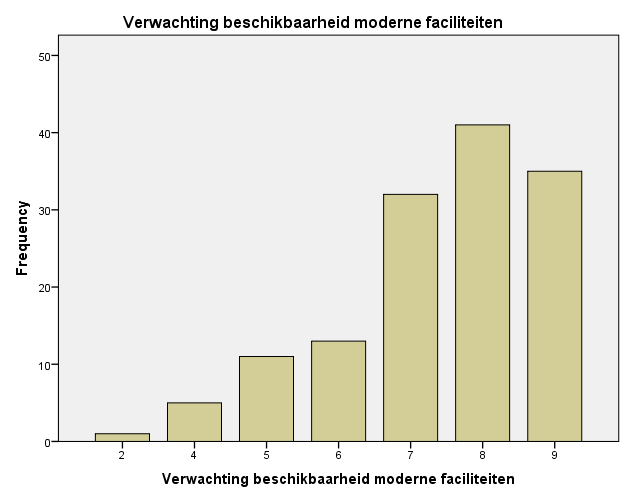 Verwachting beschikbaarheid moderne faciliteiten
50
40
30
20
10
0
Frequency
2 4 5 6 7 8 9
Verwachting beschikbaarheid moderne faciliteiten